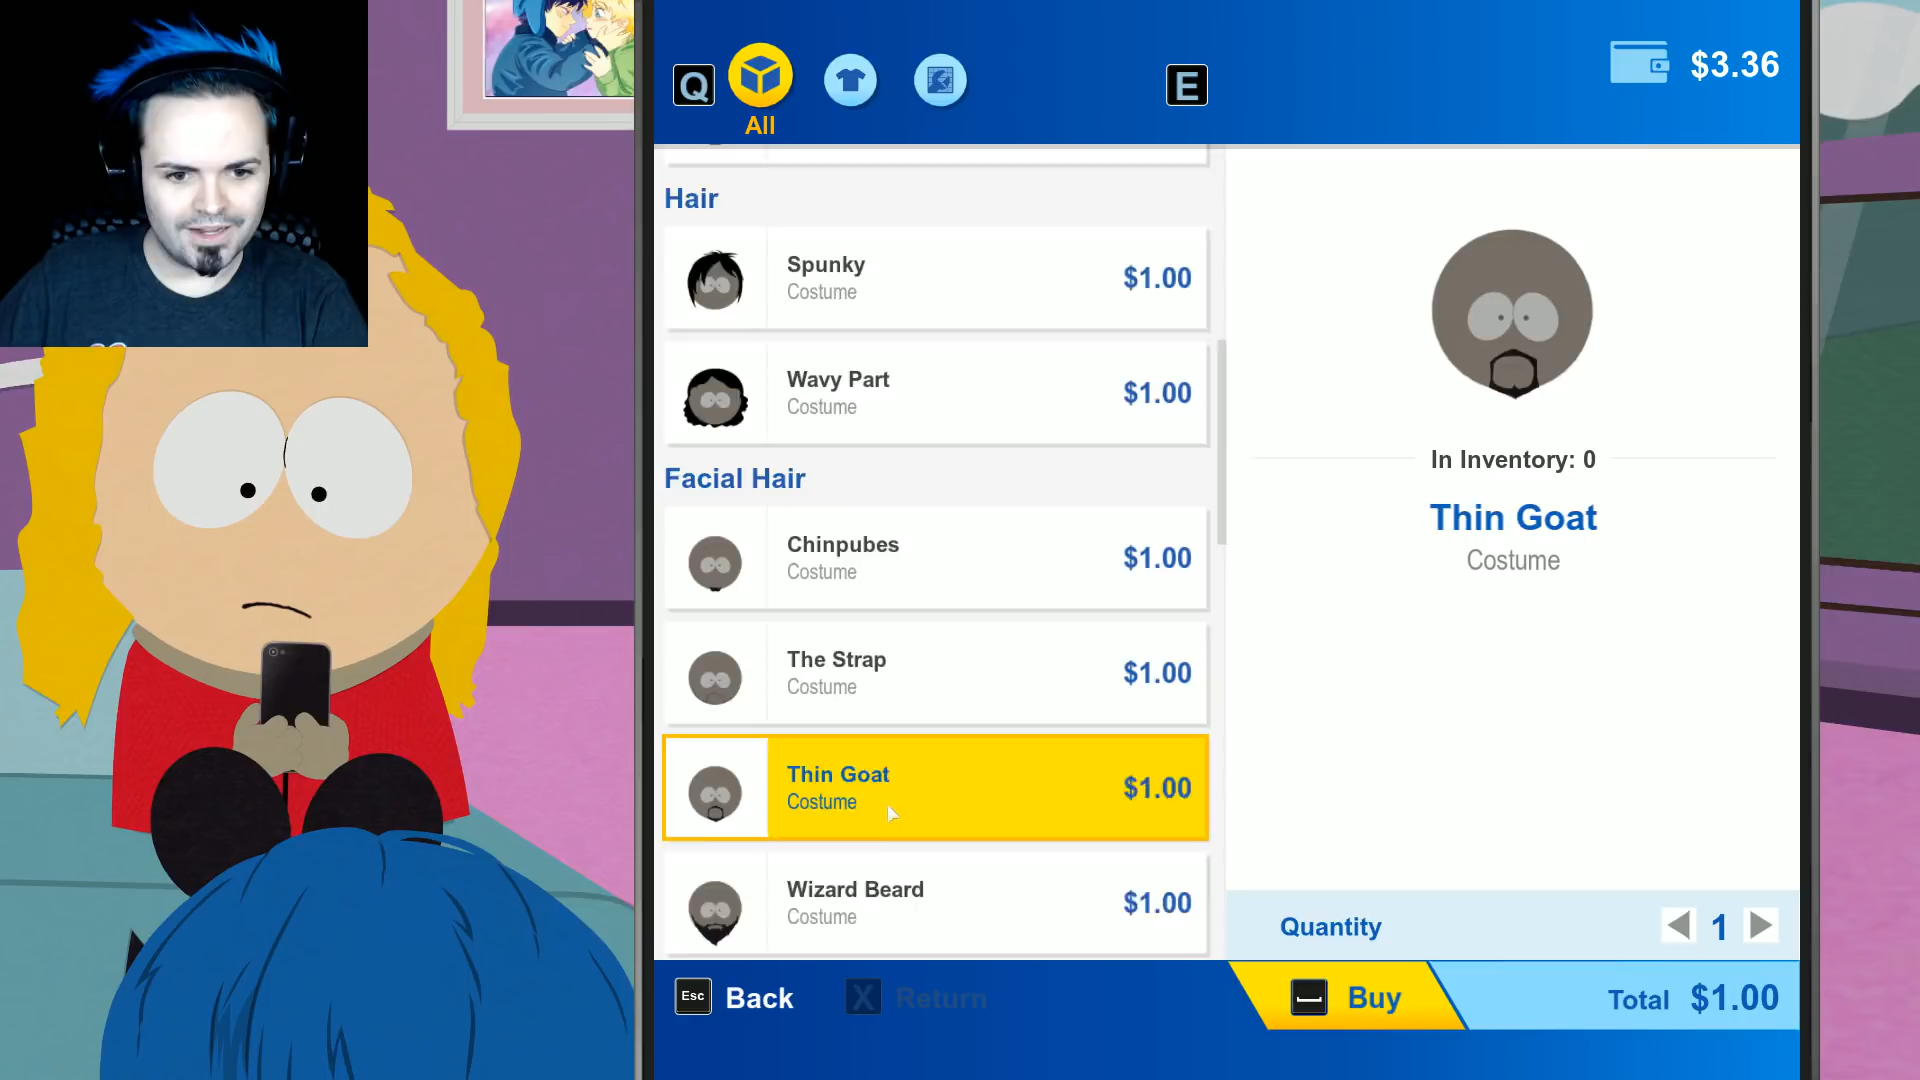 Q
All
E
$3.36
Hair
Spunky
Costume
$1.00
Wavy Part
Costume
$1.00
Facial Hair
Chinpubes
Costume
$1.00
The Strap
Costume
$1.00
Thin Goat
Costume
$1.00
Wizard Beard
Costume
$1.00
In Inventory: 0
Thin Goat
Costume
Quantity
1
Esc Back
X Return
Buy
Total $1.00